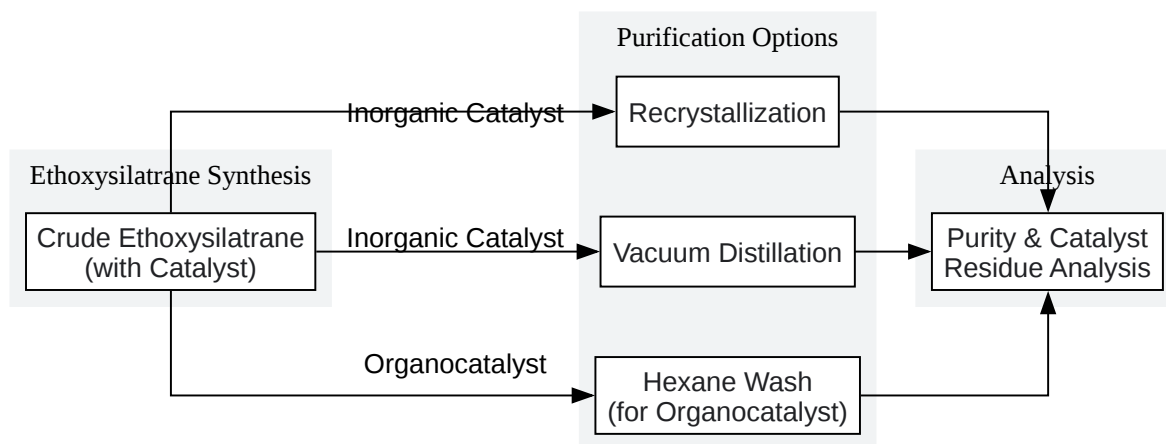 Purification Options
Inorganic Catalyst
Recrystallization
Ethoxysilatrane Synthesis
Analysis
Crude Ethoxysilatrane
(with Catalyst)
Inorganic Catalyst
Vacuum Distillation
Purity & Catalyst
Residue Analysis
Organocatalyst
Hexane Wash
(for Organocatalyst)